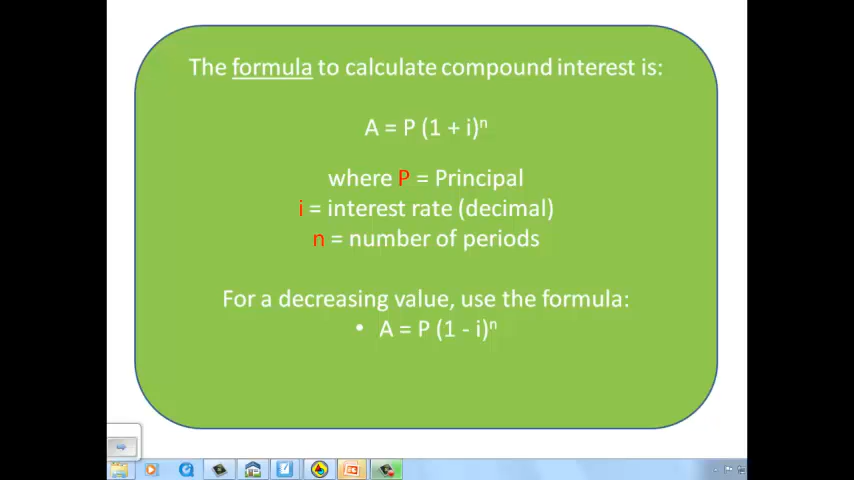 The formula to calculate compound interest is:
A = P (1 + i)ⁿ
where P = Principal
i = interest rate (decimal)
n = number of periods
For a decreasing value, use the formula:
• A = P (1 - i)ⁿ